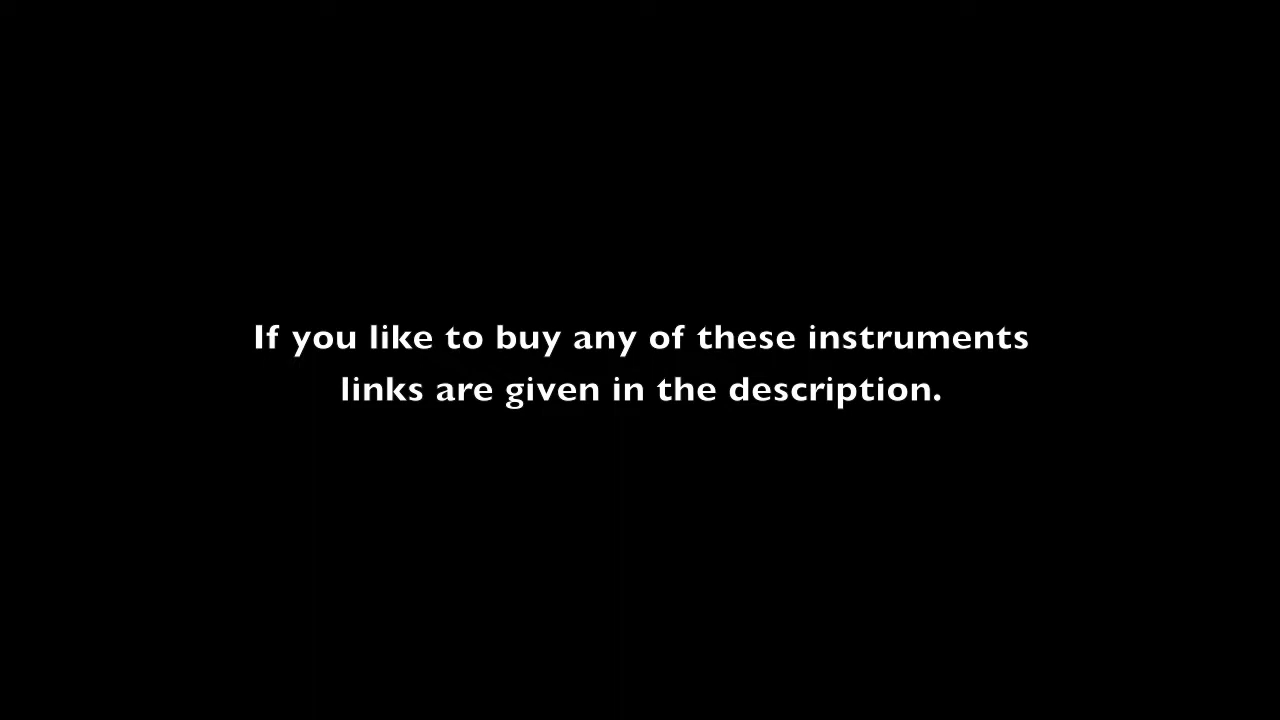 If you like to buy any of these instruments
links are given in the description.